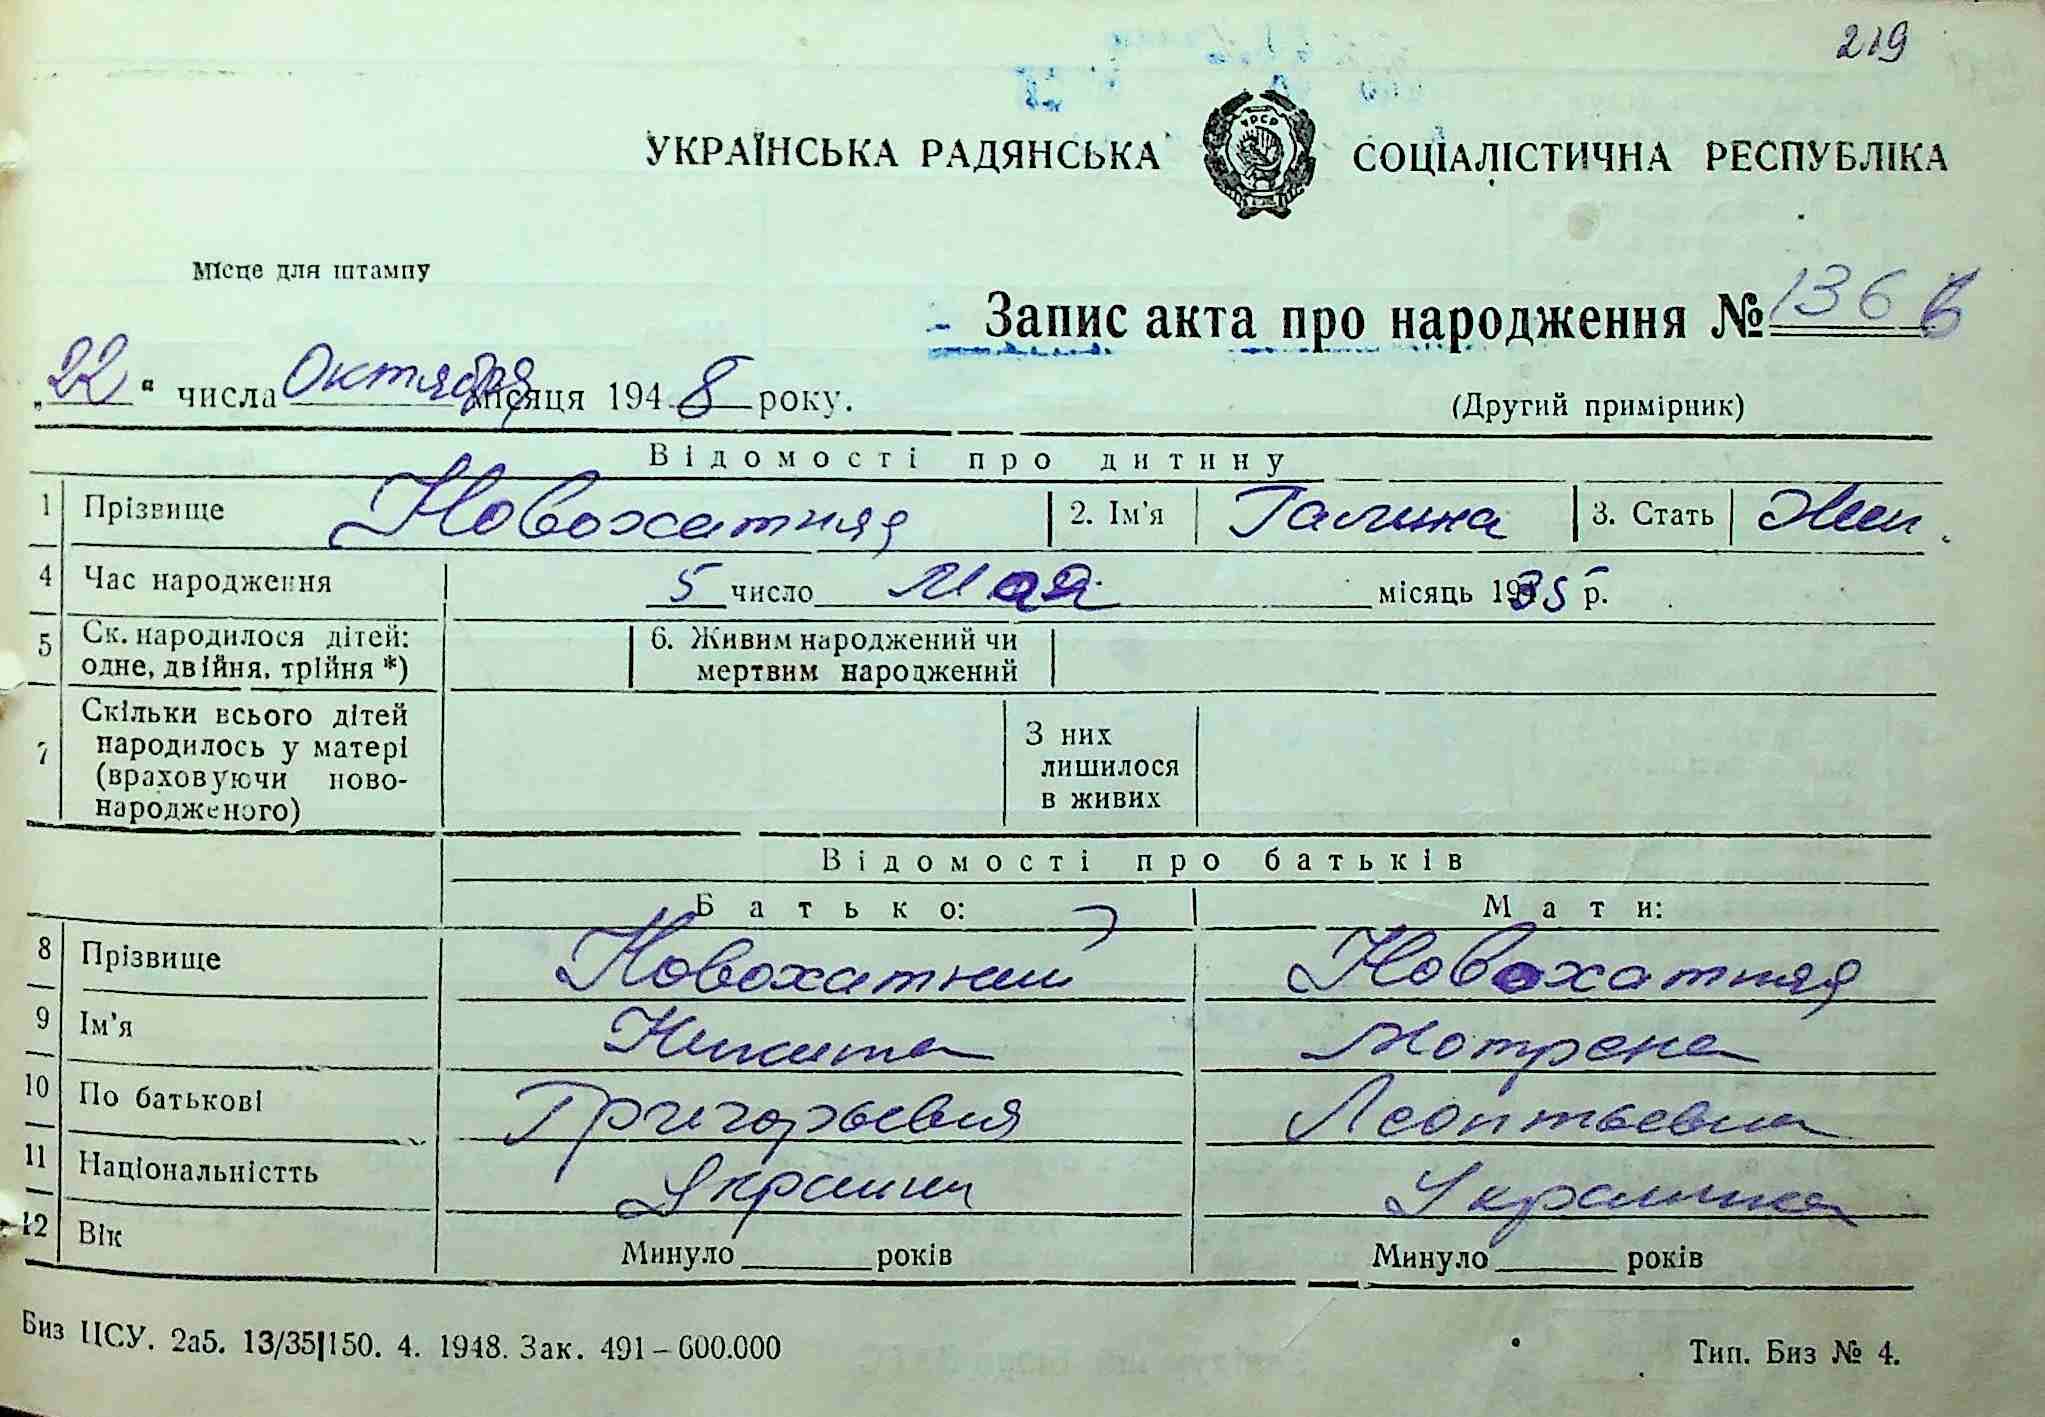 219
УКРАЇНСЬКА РАДЯНСЬКА СОЦІАЛІСТИЧНА РЕСПУБЛІКА
УРСР
Місце для штампу
Запис акта про народження № 136
„22" числа Октября місяця 1948 року.
(Другий примірник)
Відомості про дитину
1 Прізвище Новохатняя 2. Ім'я Галина 3. Стать Жен.
4 Час народження 5 число Мая місяць 1935 р.
5 Ск. народилося дітей: 6. Живим народжений чи
одне, двійня, трійня *) мертвим народжений
7 Скільки всього дітей
народилось у матері
(враховуючи ново-
народженого)
З них
лишилося
в живих
Відомості про батьків
Батько: Мати:
8 Прізвище Новохатний Новохатняя
9 Ім'я Никита Мотрена
10 По батькові Григорьевия Леонтьевна
11 Національністть Украинец Украинка
12 Вік Минуло років Минуло років
Биз ЦСУ. 2а5. 13/35|150. 4. 1948. Зак. 491–600.000
Тип. Биз № 4.